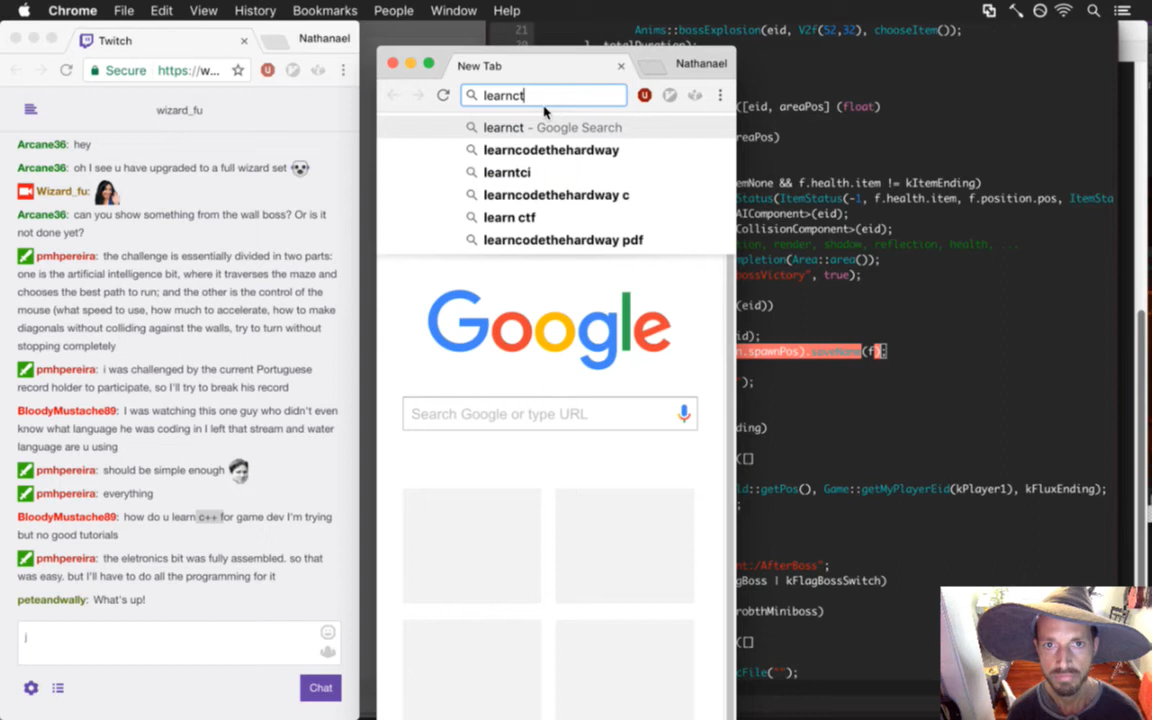 Chrome File Edit View History Bookmarks People Window Help
Twitch
Nathanael
Secure https://w...
wizard_fu
Arcane36: hey
Arcane36: oh I see u have upgraded to a full wizard set
Wizard_fu:
Arcane36: can you show something from the wall boss? Or is it
not done yet?
pmhpereira: the challenge is essentially divided in two parts:
one is the artificial intelligence bit, where it traverses the maze and
chooses the best path to run; and the other is the control of the
mouse (what speed to use, how much to accelerate, how to make
diagonals without colliding against the walls, try to turn without
stopping completely
pmhpereira: i was challenged by the current Portuguese
record holder to participate, so I'll try to break his record
BloodyMustache89: I was watching this one guy who didn't even
know what language he was coding in I left that stream and water
language are u using
pmhpereira: should be simple enough
pmhpereira: everything
BloodyMustache89: how do u learn c++ for game dev I'm trying
but no good tutorials
pmhpereira: the eletronics bit was fully assembled. so that
was easy. but I'll have to do all the programming for it
peteandwally: What's up!
j
Chat
New Tab
Nathanael
learnct
learnct - Google Search
learncodethehardway
learntci
learncodethehardway c
learn ctf
learncodethehardway pdf
Google
Search Google or type URL
21 Anims::bossExplosion(eid, V2f(52,32), chooseItem());
totalDuration);
([eid, areaPos] (float)
areaPos)
emNone && f.health.item != kItemEnding)
Status(ItemStatus(-1, f.health.item, f.position.pos, ItemSta
AIComponent>(eid);
CollisionComponent>(eid);
ion, render, shadow, reflection, health, ...
mpletion(Area::area());
bossVictory", true);
(eid))
id);
n.spawnPos). (f);
");
ding)
([]
ld::getPos(), Game::getMyPlayerEid(kPlayer1), kFluxEnding);
;
nt:/AfterBoss";
gBoss | kFlagBossSwitch)
robthMiniboss)
([]
cFile("");